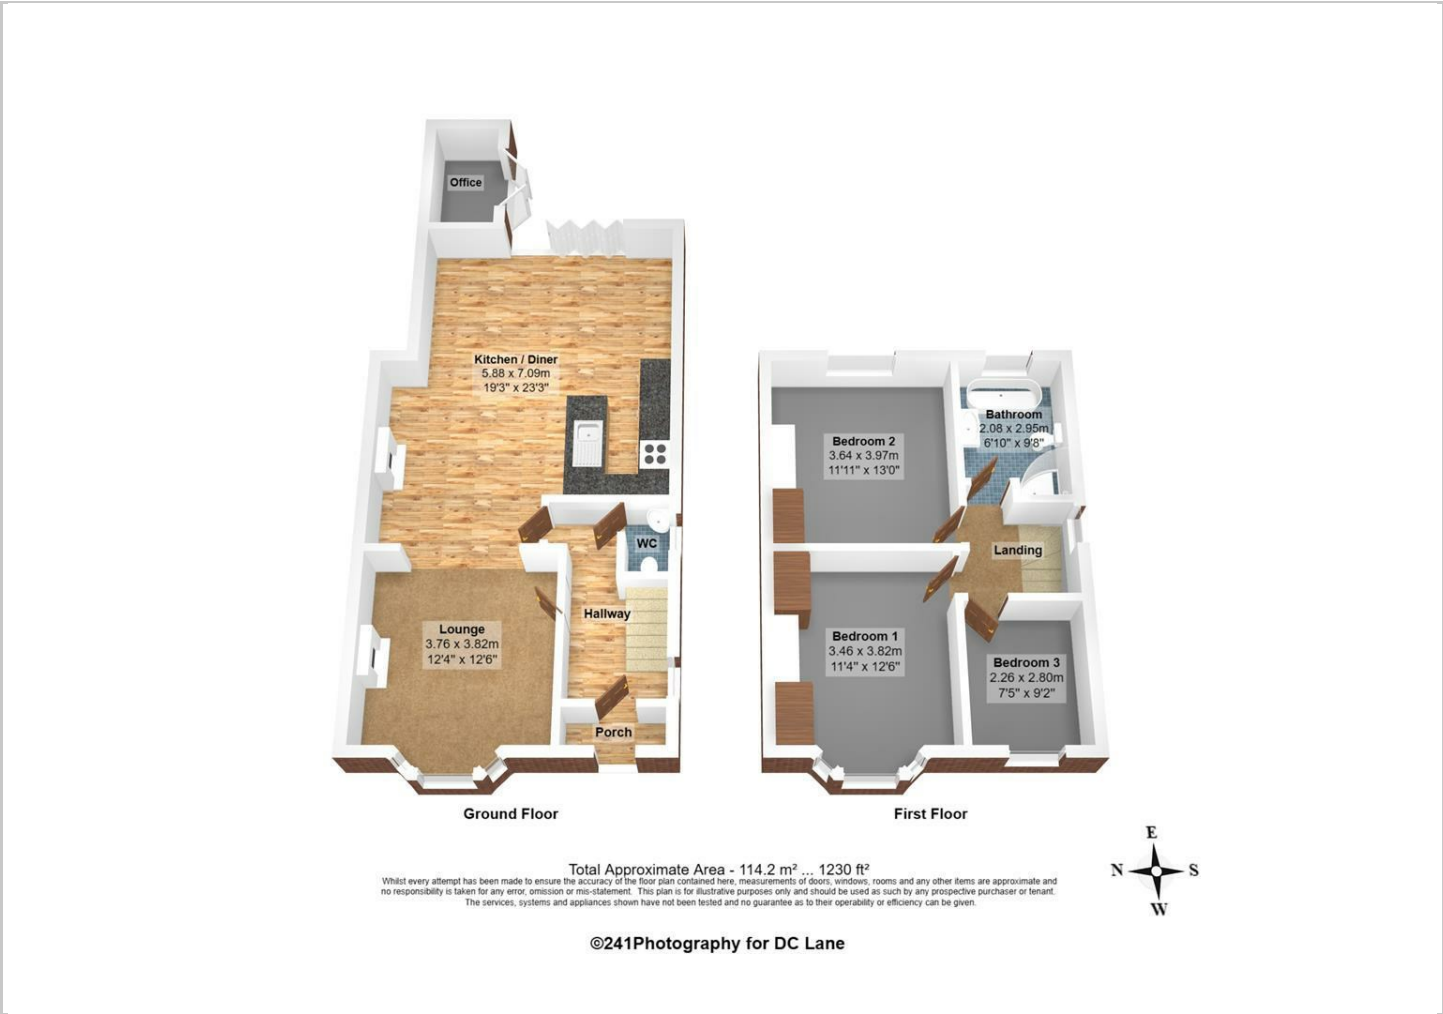 Office
Kitchen / Diner
5.88 x 7.09m
19'3" x 23'3"
WC
Hallway
Lounge
3.76 x 3.82m
12'4" x 12'6"
Porch
Ground Floor
Bathroom
2.08 x 2.95m
6'10" x 9'8"
Bedroom 2
3.64 x 3.97m
11'11" x 13'0"
Landing
Bedroom 1
3.46 x 3.82m
11'4" x 12'6"
Bedroom 3
2.26 x 2.80m
7'5" x 9'2"
First Floor
E
N S
W
Total Approximate Area - 114.2 m² ... 1230 ft²
Whilst every attempt has been made to ensure the accuracy of the floor plan contained here, measurements of doors, windows, rooms and any other items are approximate and
no responsibility is taken for any error, omission or mis-statement. This plan is for illustrative purposes only and should be used as such by any prospective purchaser or tenant.
The services, systems and appliances shown have not been tested and no guarantee as to their operability or efficiency can be given.
©241Photography for DC Lane